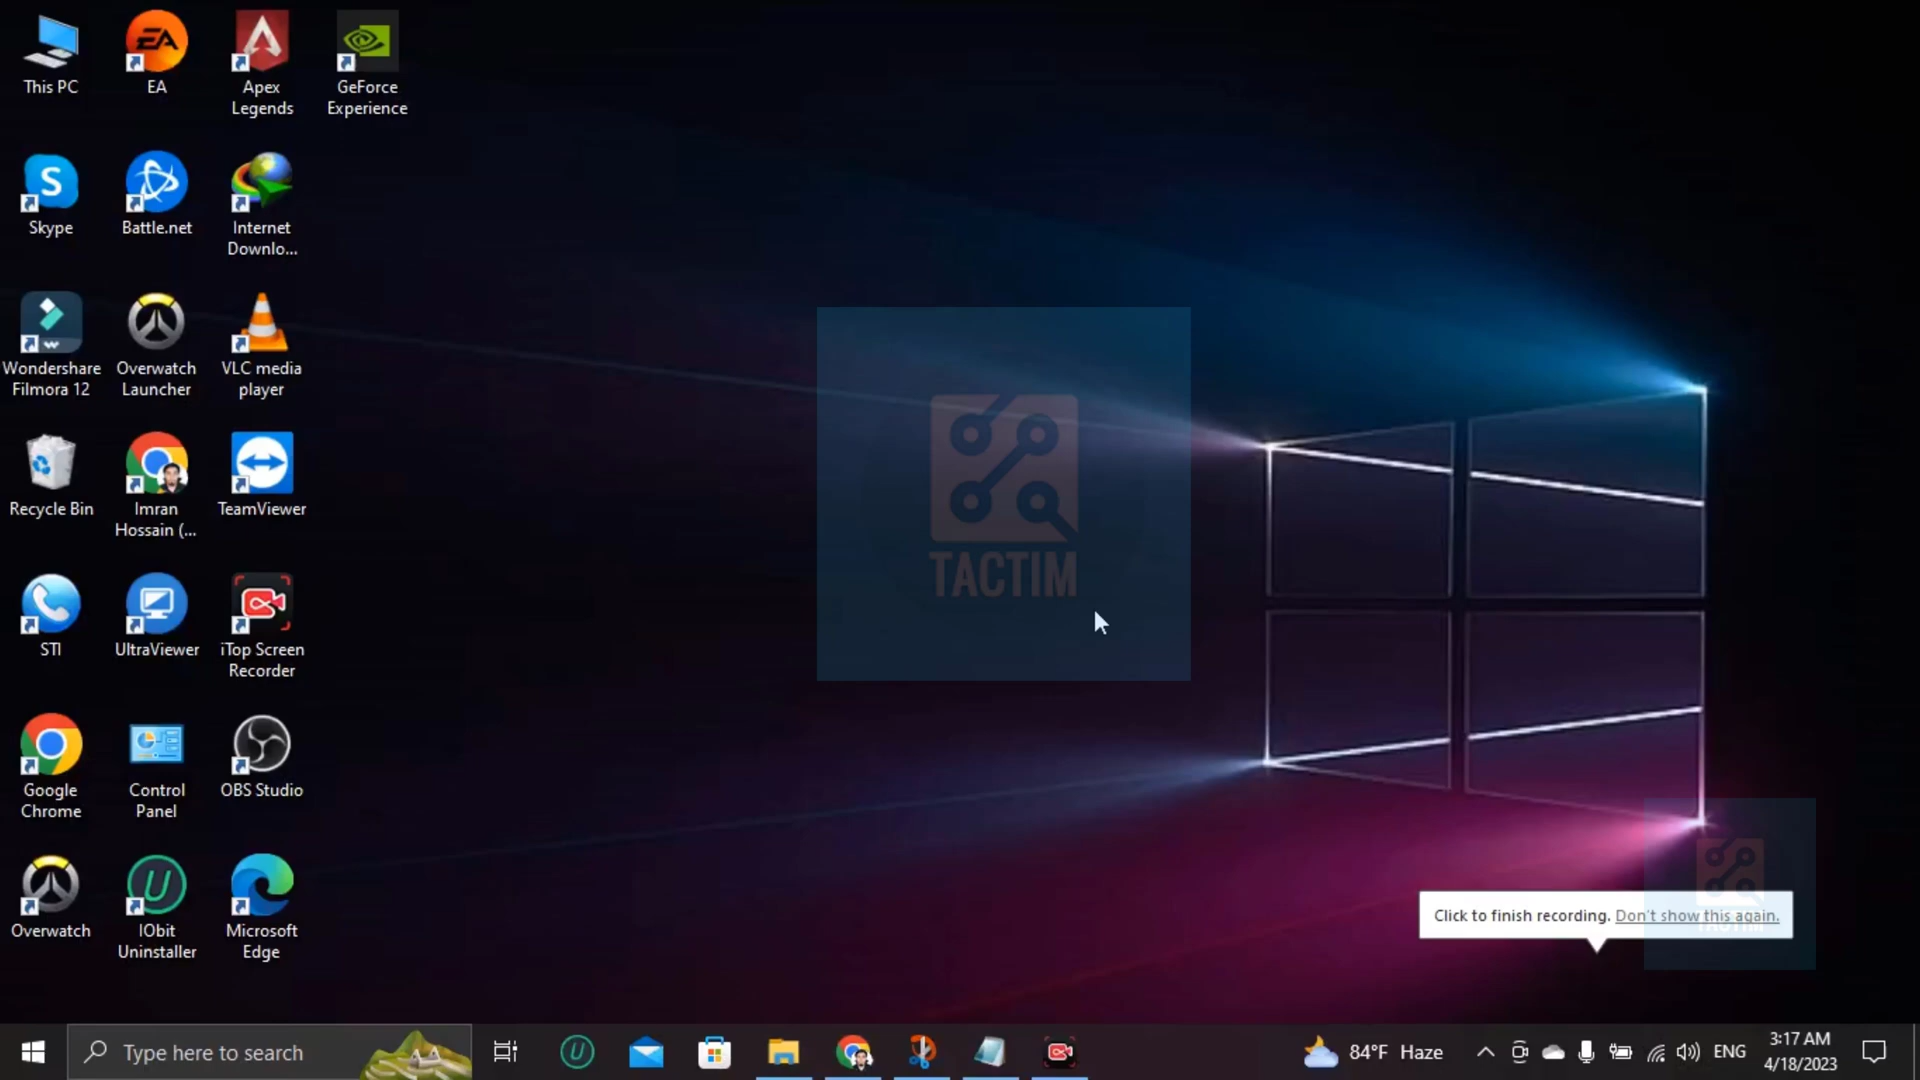 This PC
EA
Apex
Legends
GeForce
Experience
Skype
Battle.net
Internet
Downlo...
Wondershare
Filmora 12
Overwatch
Launcher
VLC media
player
Recycle Bin
Imran
Hossain (...
TeamViewer
STI
UltraViewer
iTop Screen
Recorder
Google
Chrome
Control
Panel
OBS Studio
Overwatch
IObit
Uninstaller
Microsoft
Edge
TACTIM
Click to finish recording. Don't show this again.
TACTIM
Type here to search
84°F Haze
ENG
3:17 AM
4/18/2023